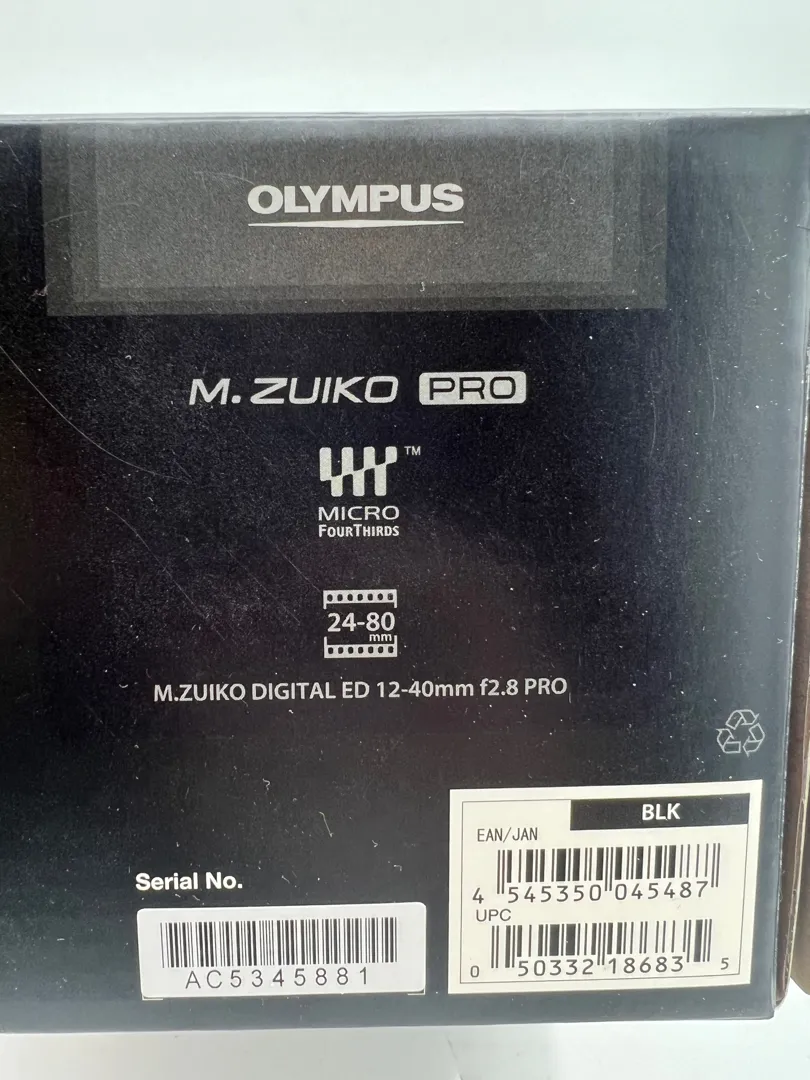 OLYMPUS
M.ZUIKO PRO
TM
MICRO
FOURTHIRDS
24-80
mm
M.ZUIKO DIGITAL ED 12-40mm f2.8 PRO
BLK
EAN/JAN
4 545350 045487
UPC
0 50332 18683 5
Serial No.
AC5345881